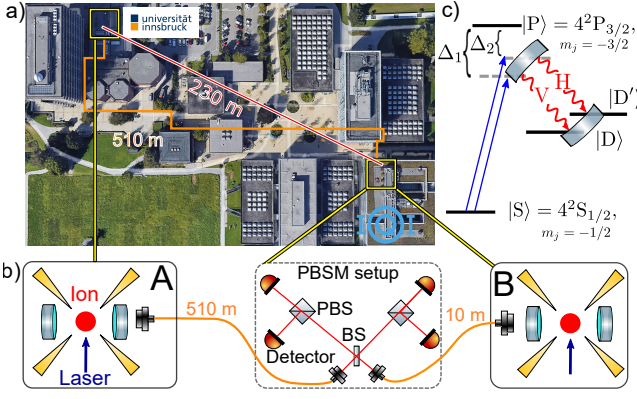 a)
universität
innsbruck
230 m
510 m
IQOI
c)
|P⟩ = 4²P₃/₂,
mⱼ = −3/2
Δ₁
Δ₂
H
V
|D′⟩
|D⟩
|S⟩ = 4²S₁/₂,
mⱼ = −1/2
b)
A
Ion
Laser
510 m
PBSM setup
PBS
BS
Detector
10 m
B